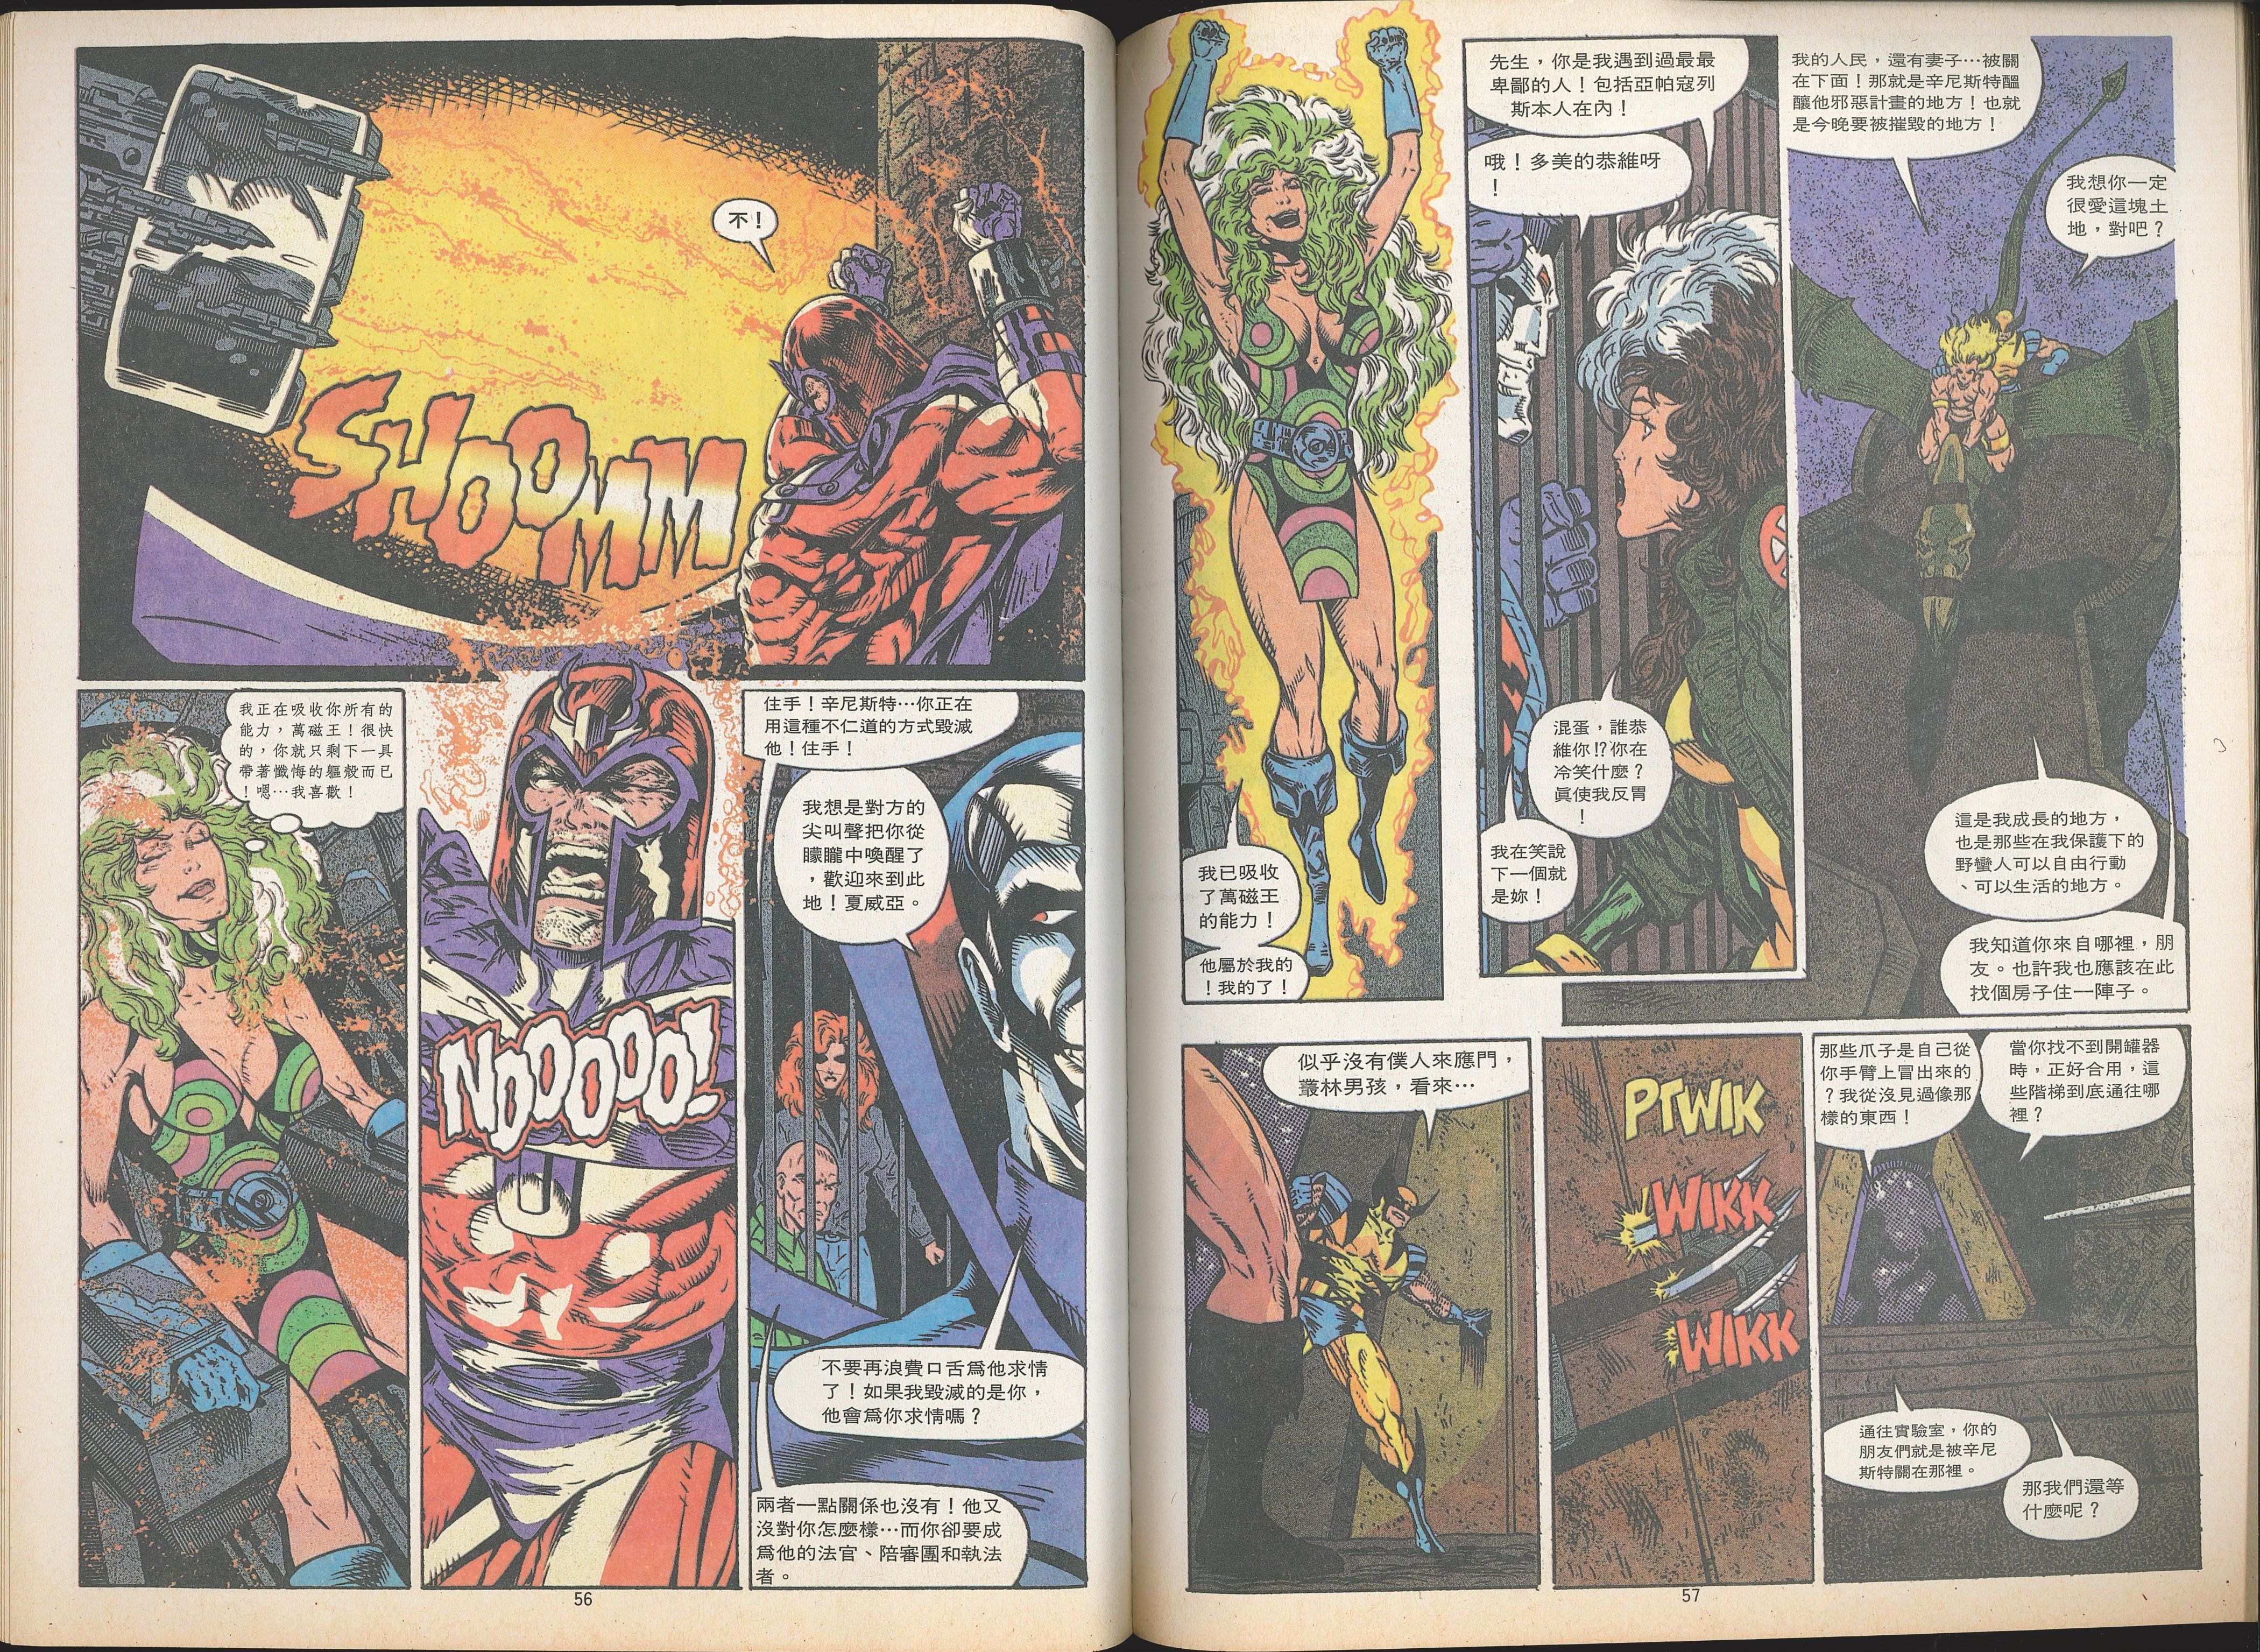 不！
SHOOMM
我正在吸收你所有的
能力，萬磁王！很快
的，你就只剩下一具
帶著懺悔的軀殼而已
！嗯…我喜歡！
NOOOOOO!
住手！辛尼斯特…你正在
用這種不仁道的方式毀滅
他！住手！
我想是對方的
尖叫聲把你從
矇矓中喚醒了
，歡迎來到此
地！夏威亞。
不要再浪費口舌為他求情
了！如果我毀滅的是你，
他會為你求情嗎？
兩者一點關係也沒有！他又
沒對你怎麼樣…而你卻要成
為他的法官、陪審團和執法
者。
56
我已吸收
了萬磁王
的能力！
他屬於我的
！我的了！
先生，你是我遇到過最最
卑鄙的人！包括亞帕寇列
斯本人在內！
哦！多美的恭維呀
！
混蛋，誰恭
維你!?你在
冷笑什麼？
眞使我反胃
！
我在笑說
下一個就
是妳！
我的人民，還有妻子…被關
在下面！那就是辛尼斯特醞
釀他邪惡計畫的地方！也就
是今晚要被摧毀的地方！
我想你一定
很愛這塊土
地，對吧？
這是我成長的地方，
也是那些在我保護下的
野蠻人可以自由行動
、可以生活的地方。
我知道你來自哪裡，朋
友。也許我也應該在此
找個房子住一陣子。
似乎沒有僕人來應門，
叢林男孩，看來…
PTWIK
WIKK
WIKK
那些爪子是自己從
你手臂上冒出來的
？我從沒見過像那
樣的東西！
當你找不到開罐器
時，正好合用，這
些階梯到底通往哪
裡？
通往實驗室，你的
朋友們就是被辛尼
斯特關在那裡。
那我們還等
什麼呢？
57